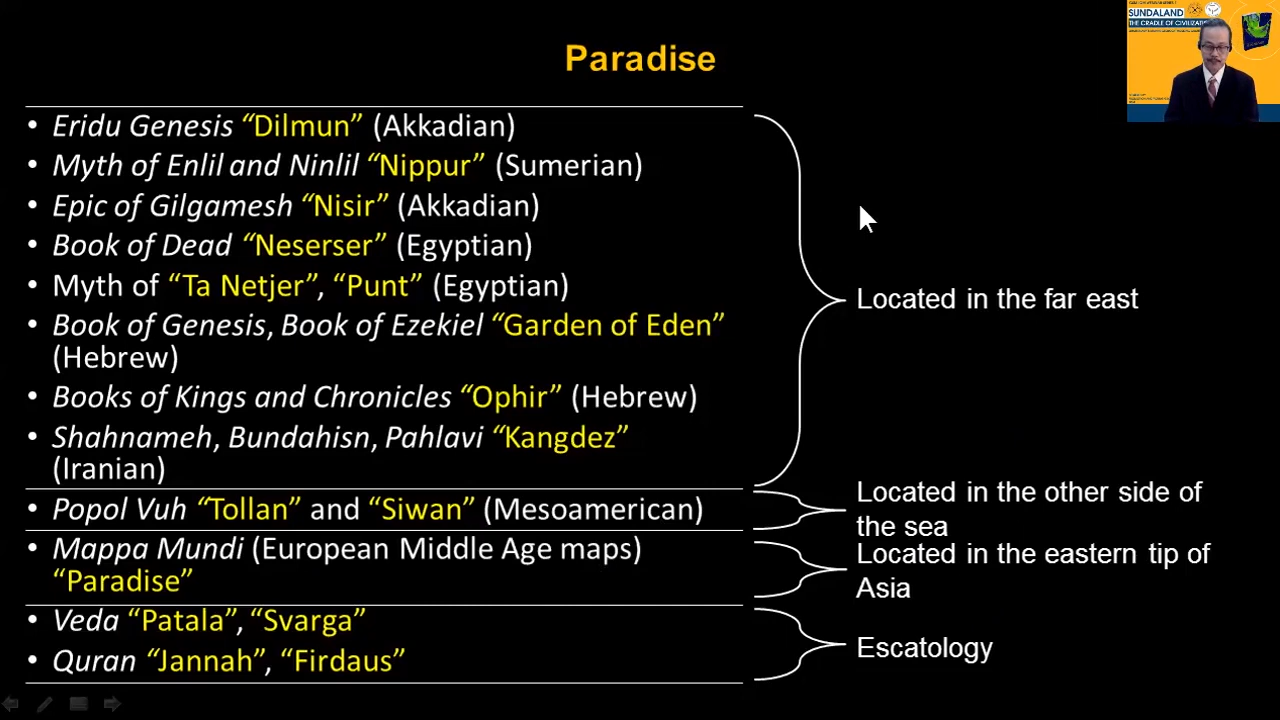 Paradise
• Eridu Genesis “Dilmun” (Akkadian)
• Myth of Enlil and Ninlil “Nippur” (Sumerian)
• Epic of Gilgamesh “Nisir” (Akkadian)
• Book of Dead “Neserser” (Egyptian)
• Myth of “Ta Netjer”, “Punt” (Egyptian)
• Book of Genesis, Book of Ezekiel “Garden of Eden”
(Hebrew)
• Books of Kings and Chronicles “Ophir” (Hebrew)
• Shahnameh, Bundahisn, Pahlavi “Kangdez”
(Iranian)
Located in the far east
• Popol Vuh “Tollan” and “Siwan” (Mesoamerican)
Located in the other side of
the sea
• Mappa Mundi (European Middle Age maps)
“Paradise”
Located in the eastern tip of
Asia
• Veda “Patala”, “Svarga”
• Quran “Jannah”, “Firdaus”
Escatology
SUNDALAND
THE CRADLE OF CIVILIZATI